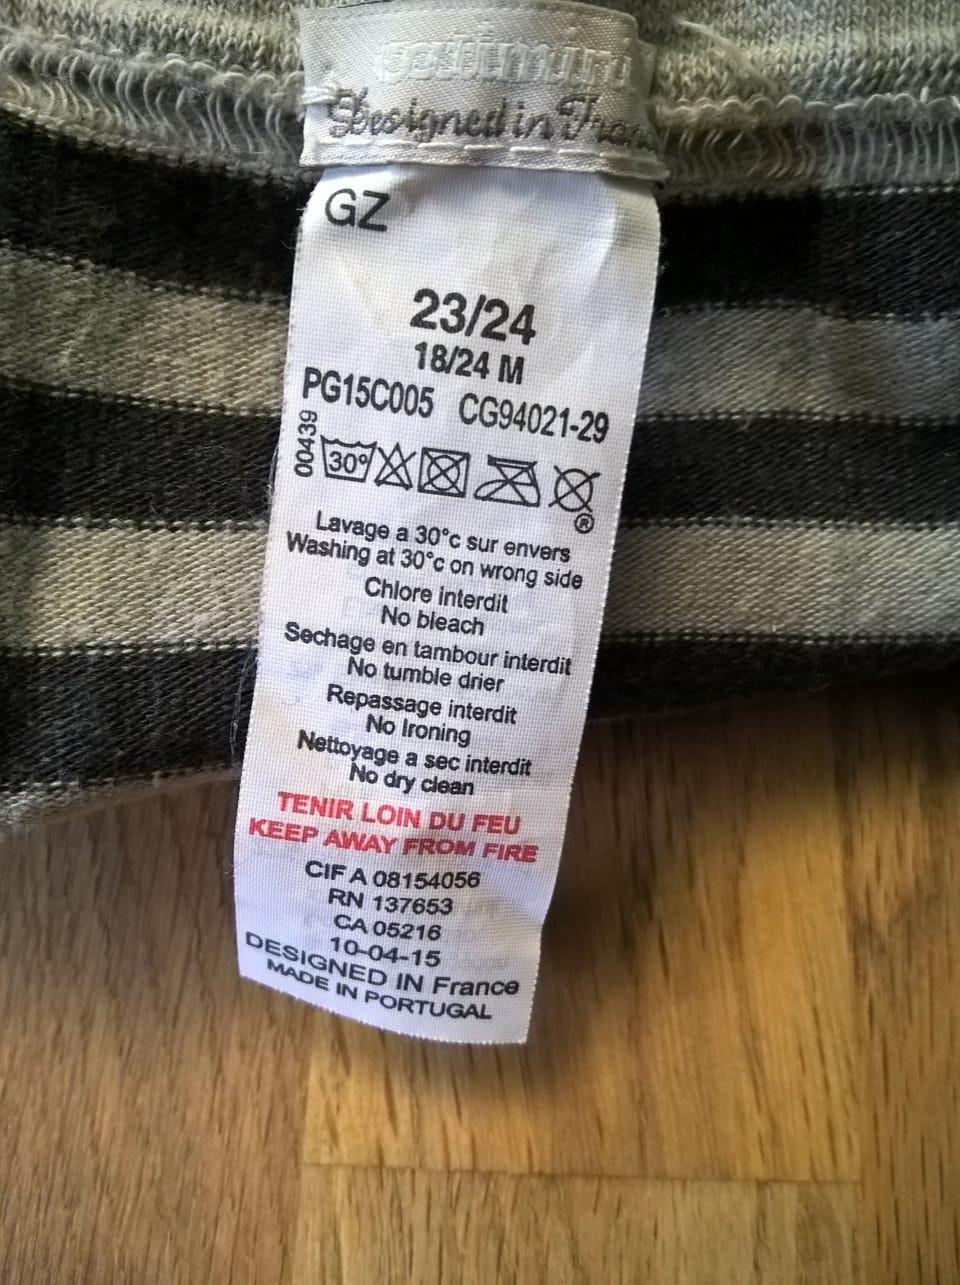 catimini
Designed in Fran
GZ
23/24
18/24 M
PG15C005 CG94021-29
00439
30°
®
Lavage a 30°c sur envers
Washing at 30°c on wrong side
Chlore interdit
No bleach
Sechage en tambour interdit
No tumble drier
Repassage interdit
No Ironing
Nettoyage a sec interdit
No dry clean
TENIR LOIN DU FEU
KEEP AWAY FROM FIRE
CIF A 08154056
RN 137653
CA 05216
10-04-15
DESIGNED IN France
MADE IN PORTUGAL